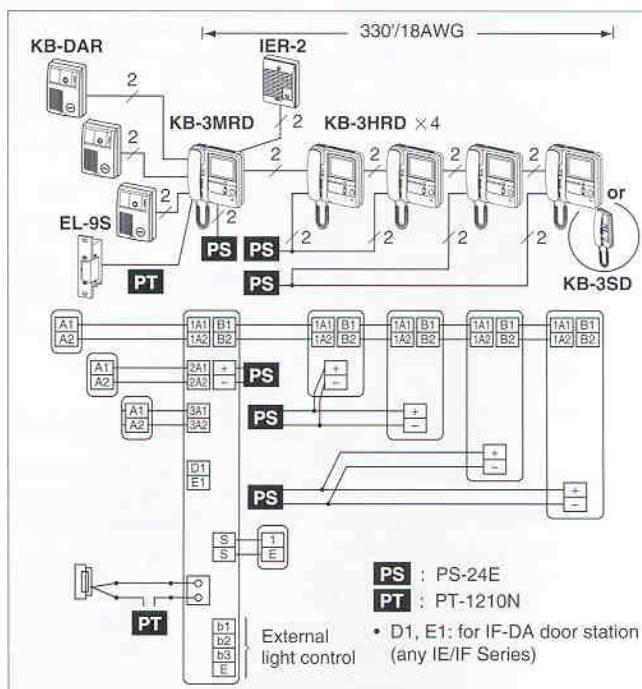 330'/18AWG
KB-DAR
IER-2
2
2
KB-3MRD
KB-3HRD ×4
2
2
2
2
2
2
or
2
EL-9S
2
PS
PS
2
2
2
2
PT
PS
KB-3SD
A1
1A1 B1
1A1 B1
1A1 B1
1A1 B1
1A1
A2
1A2 B2
1A2 B2
1A2 B2
1A2 B2
1A2
A1
2A1 +
PS
+
A2
2A2 −
−
A1
3A1
PS
+
A2
3A2
−
+
D1
−
E1
PS
+
−
S
1
S
E
PS : PS-24E
PT : PT-1210N
PT
b1
b2
b3
E
External
light control
• D1, E1: for IF-DA door station
(any IE/IF Series)